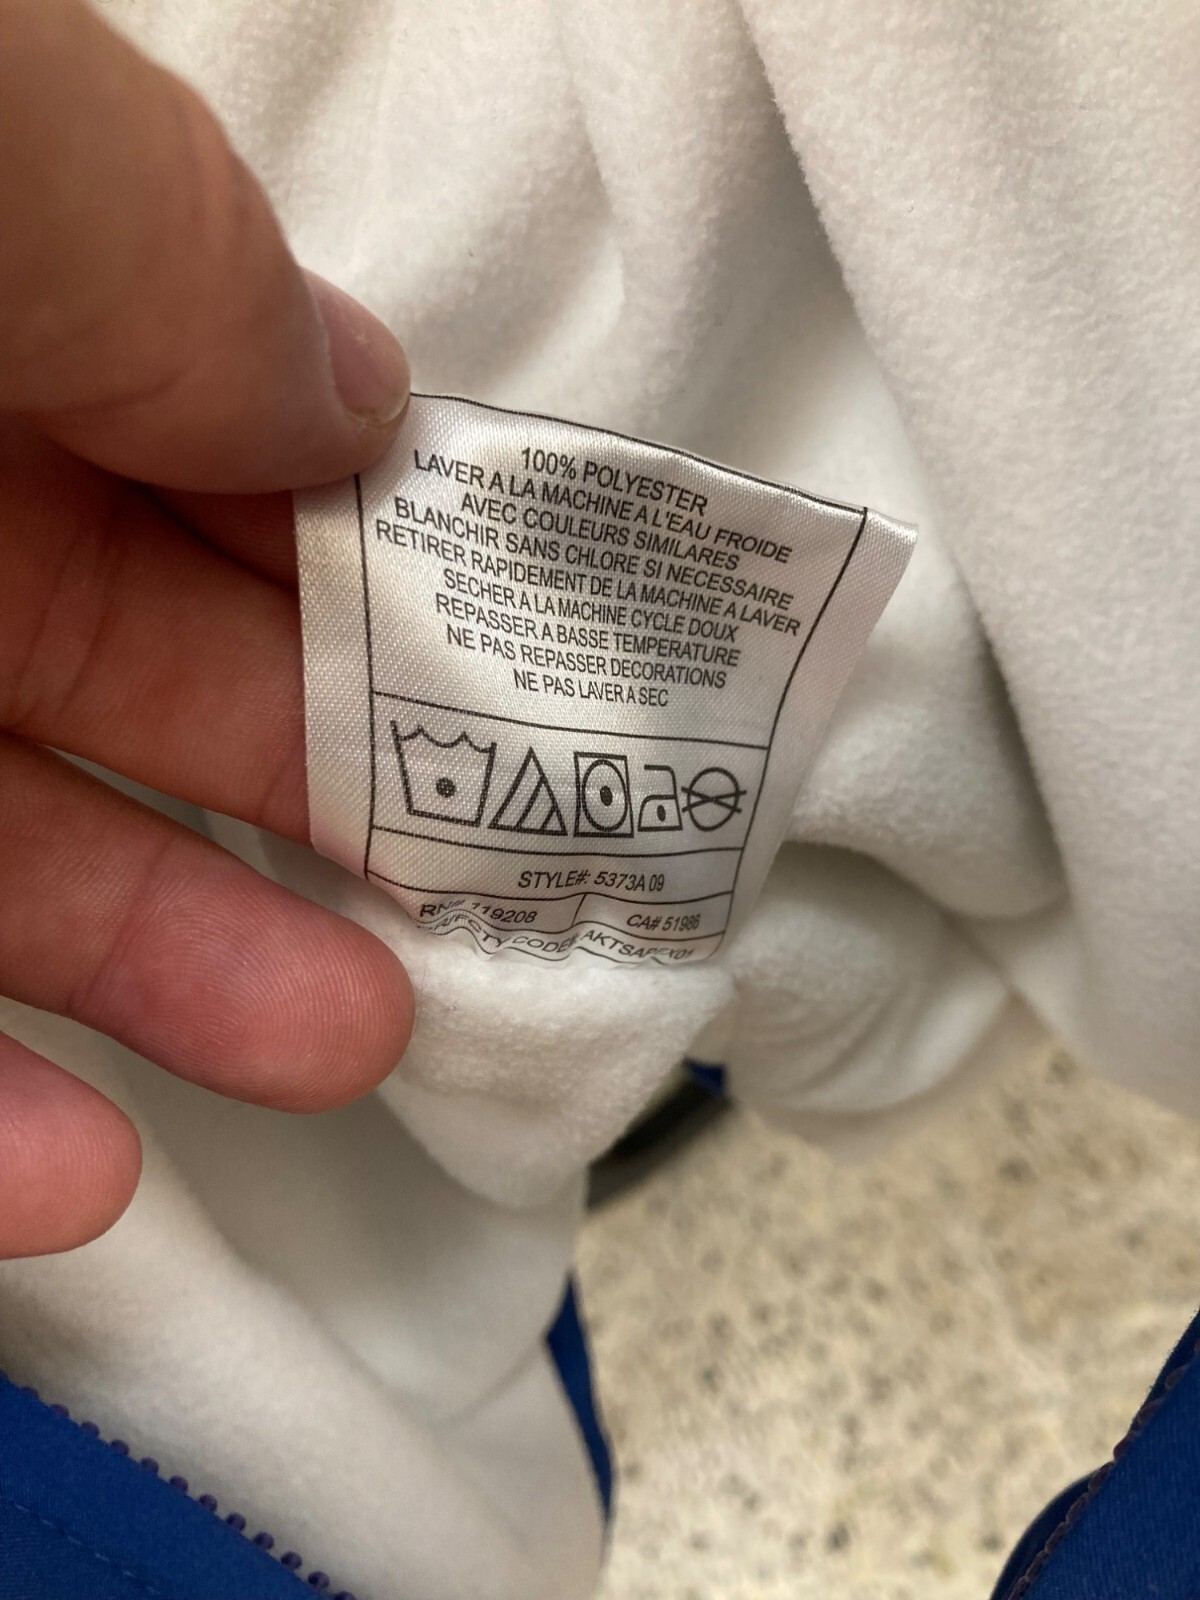 100% POLYESTER
LAVER A LA MACHINE A L'EAU FROIDE
AVEC COULEURS SIMILARES
BLANCHIR SANS CHLORE SI NECESSAIRE
RETIRER RAPIDEMENT DE LA MACHINE A LAVER
SECHER A LA MACHINE CYCLE DOUX
REPASSER A BASSE TEMPERATURE
NE PAS REPASSER DECORATIONS
NE PAS LAVER A SEC
STYLE#: 5373A 09
RN# 119208 CA# 51986
CODE#